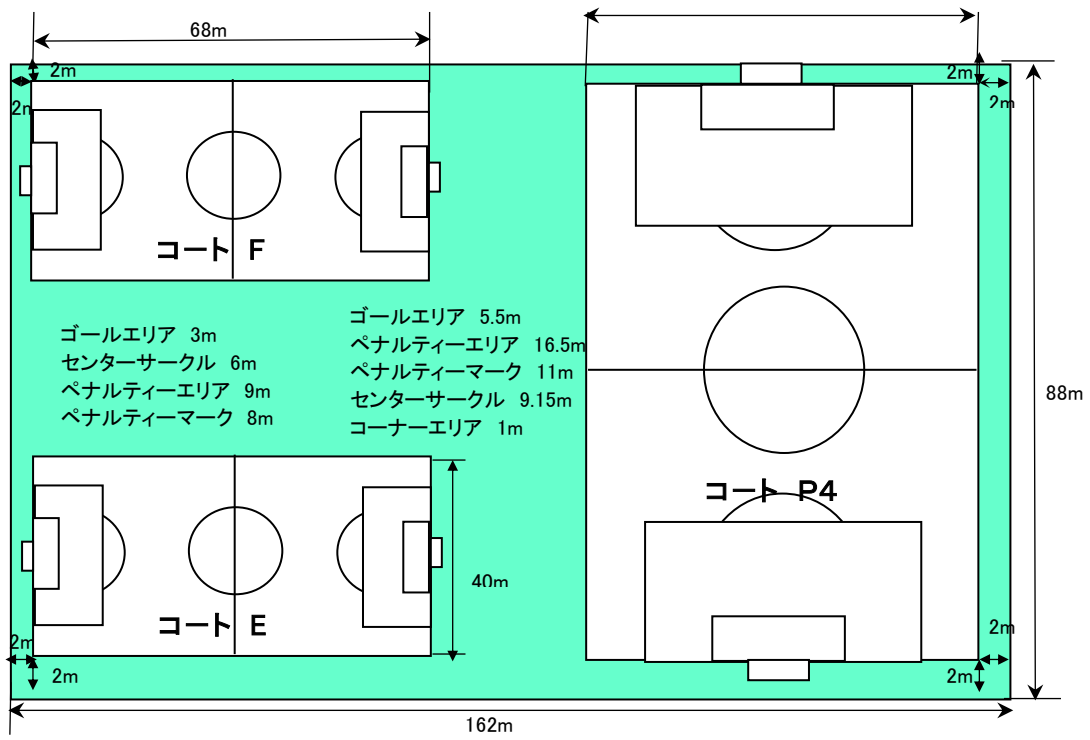 68m
2m
2m
2m
2m
コート F
ゴールエリア 3m
センターサークル 6m
ペナルティーエリア 9m
ペナルティーマーク 8m
ゴールエリア 5.5m
ペナルティーエリア 16.5m
ペナルティーマーク 11m
センターサークル 9.15m
コーナーエリア 1m
88m
コート P4
40m
コート E
2m
2m
2m
2m
162m